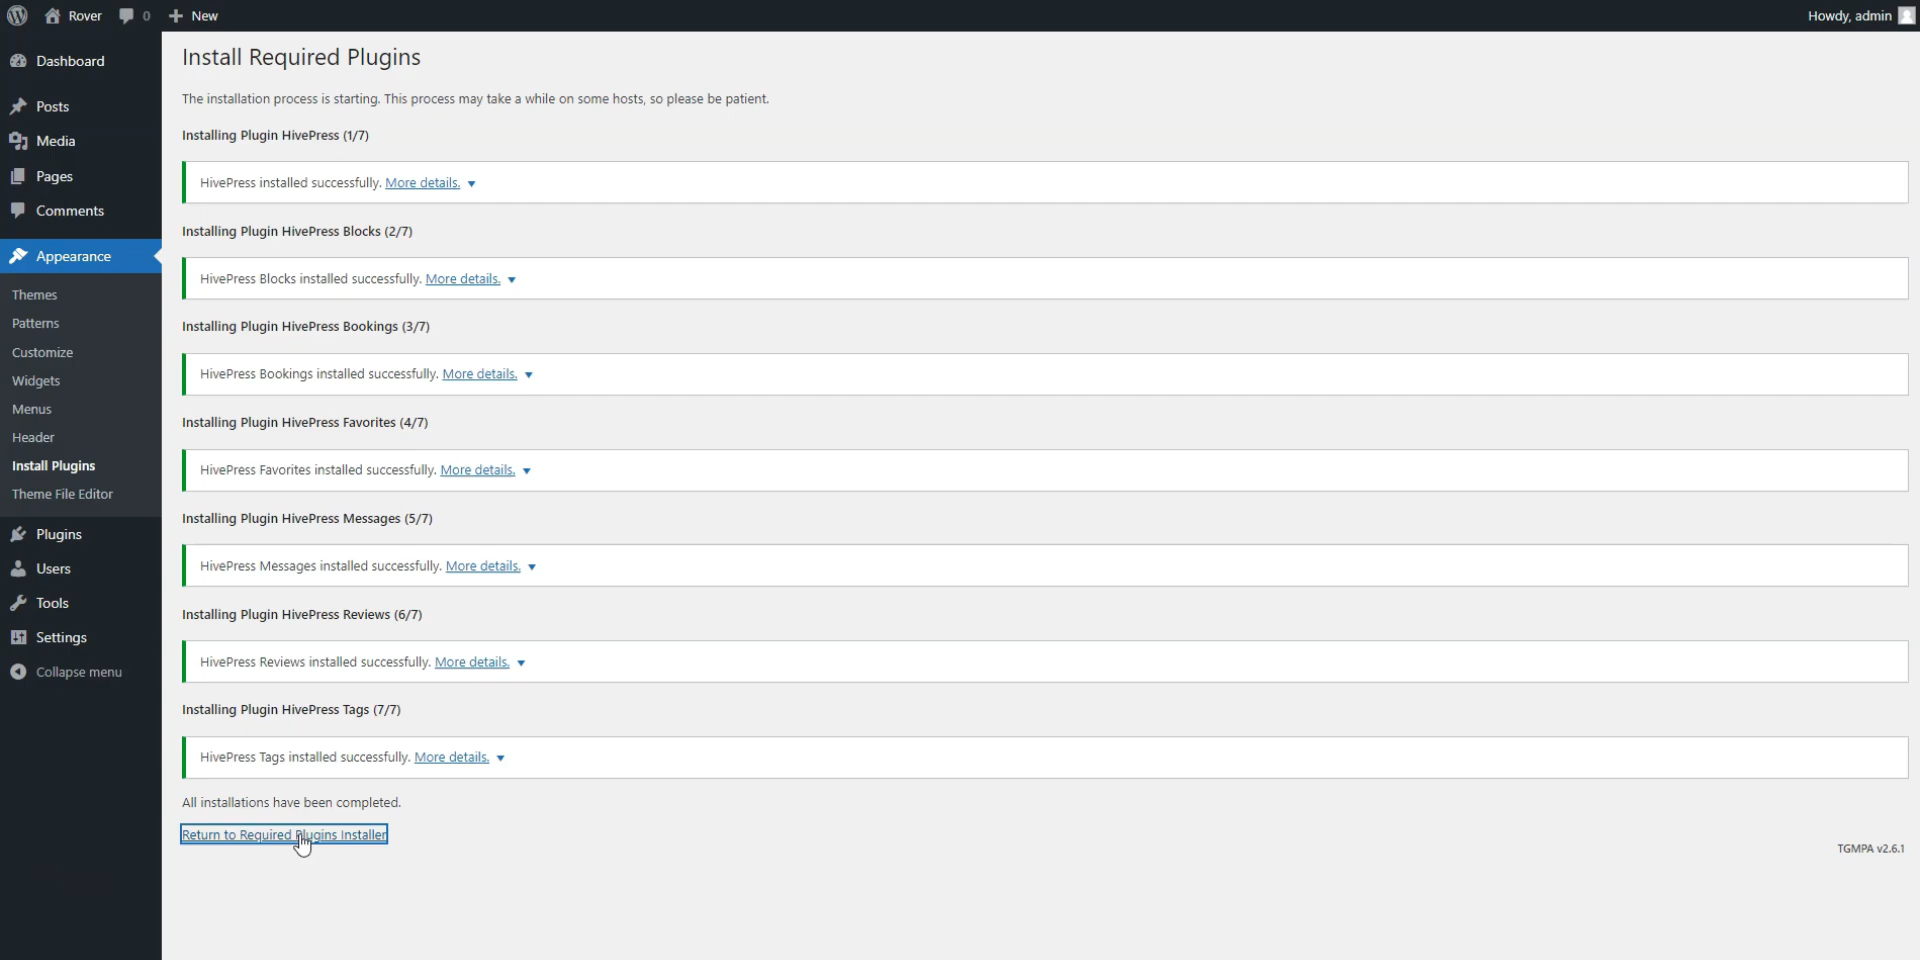 Rover 0 New Howdy, admin
Dashboard
Posts
Media
Pages
Comments
Appearance
Themes
Patterns
Customize
Widgets
Menus
Header
Install Plugins
Theme File Editor
Plugins
Users
Tools
Settings
Collapse menu
Install Required Plugins
The installation process is starting. This process may take a while on some hosts, so please be patient.
Installing Plugin HivePress (1/7)
HivePress installed successfully. More details.
Installing Plugin HivePress Blocks (2/7)
HivePress Blocks installed successfully. More details.
Installing Plugin HivePress Bookings (3/7)
HivePress Bookings installed successfully. More details.
Installing Plugin HivePress Favorites (4/7)
HivePress Favorites installed successfully. More details.
Installing Plugin HivePress Messages (5/7)
HivePress Messages installed successfully. More details.
Installing Plugin HivePress Reviews (6/7)
HivePress Reviews installed successfully. More details.
Installing Plugin HivePress Tags (7/7)
HivePress Tags installed successfully. More details.
All installations have been completed.
Return to Required Plugins Installer
TGMPA v2.6.1